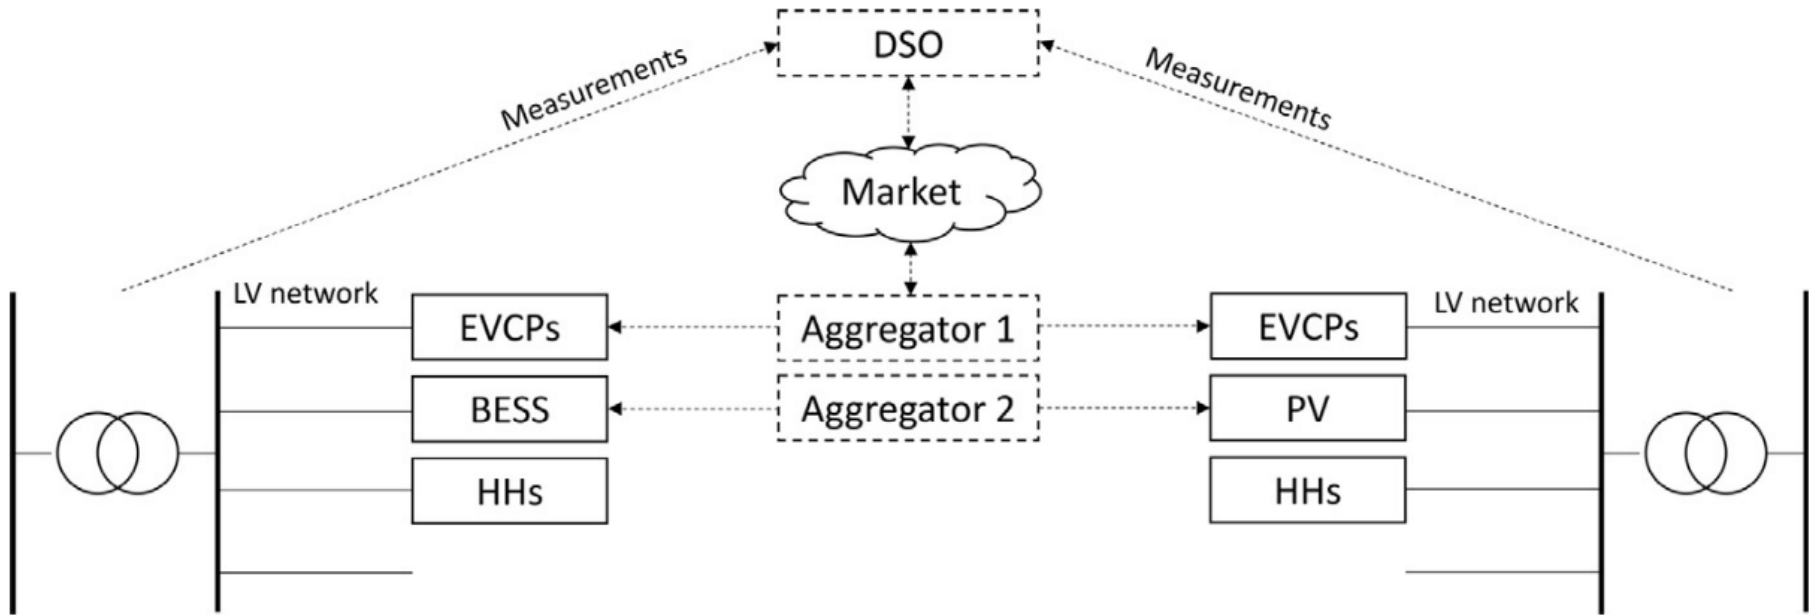 DSO
Measurements
Measurements
Market
LV network
LV network
EVCPs
Aggregator 1
EVCPs
BESS
Aggregator 2
PV
HHs
HHs